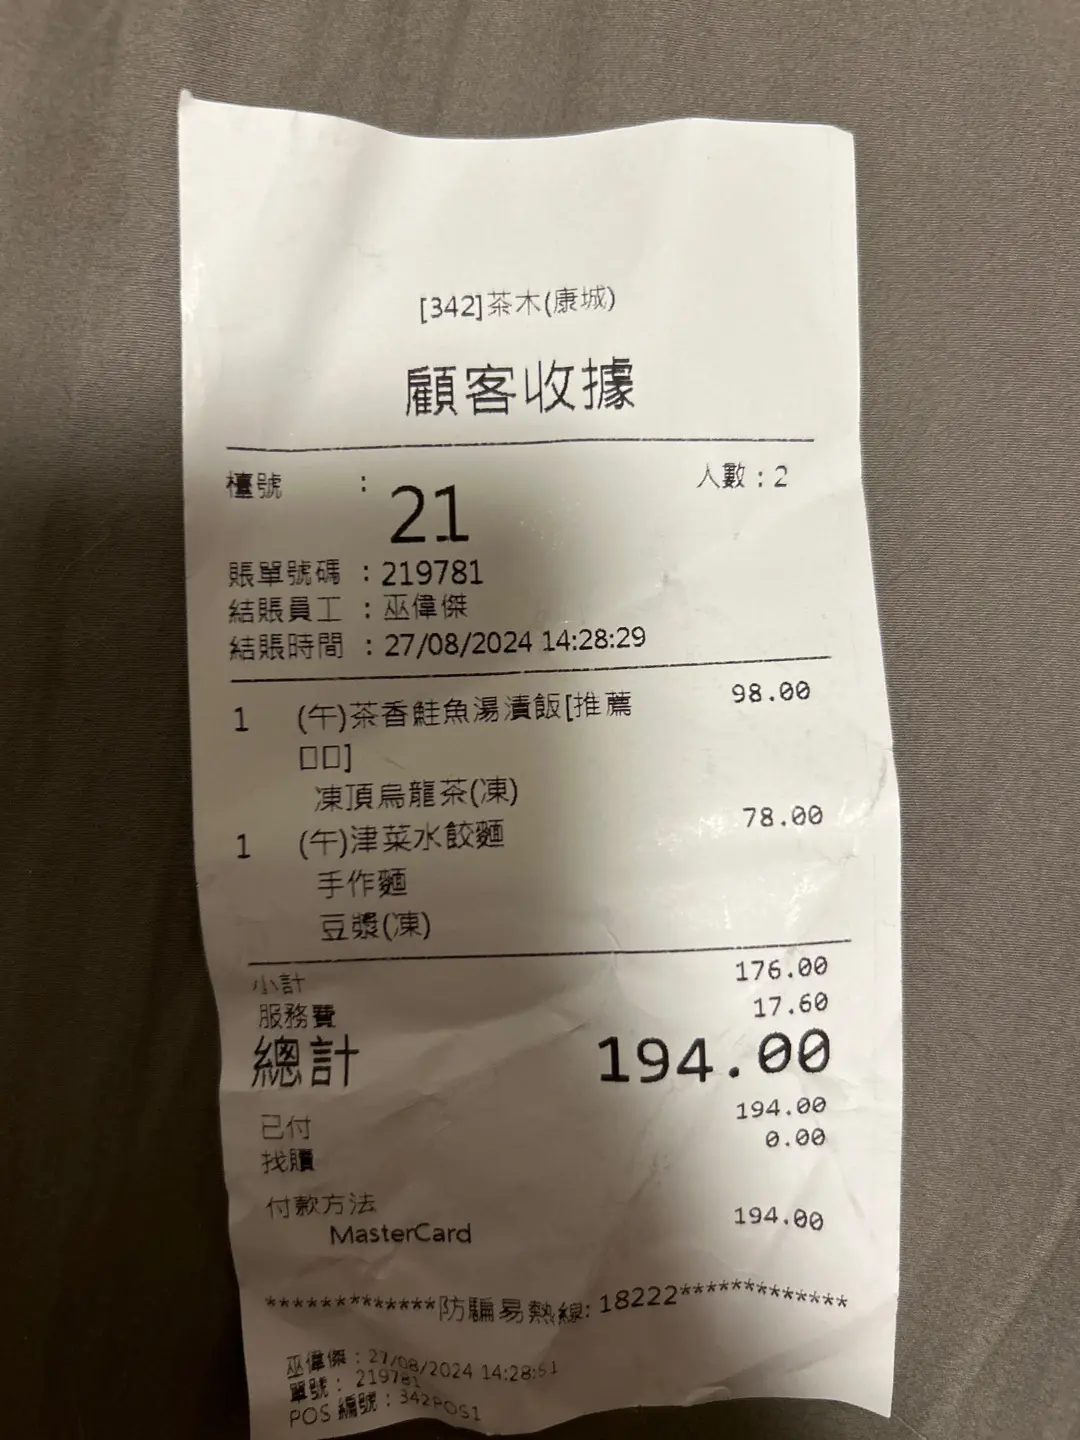 [342]茶木(康城)
顧客收據
檯號 : 21 人數：2
賬單號碼 ：219781
結賬員工 ：巫偉傑
結賬時間 ：27/08/2024 14:28:29
1 (午)茶香鮭魚湯漬飯[推薦 98.00
□□]
凍頂烏龍茶(凍)
1 (午)津菜水餃麵 78.00
手作麵
豆漿(凍)
小計 176.00
服務費 17.60
總計 194.00
已付 194.00
找贖 0.00
付款方法
MasterCard 194.00
*************防騙易熱線: 18222*************
巫偉傑：27/08/2024 14:28:51
單號： 219781
POS 編號：342POS1